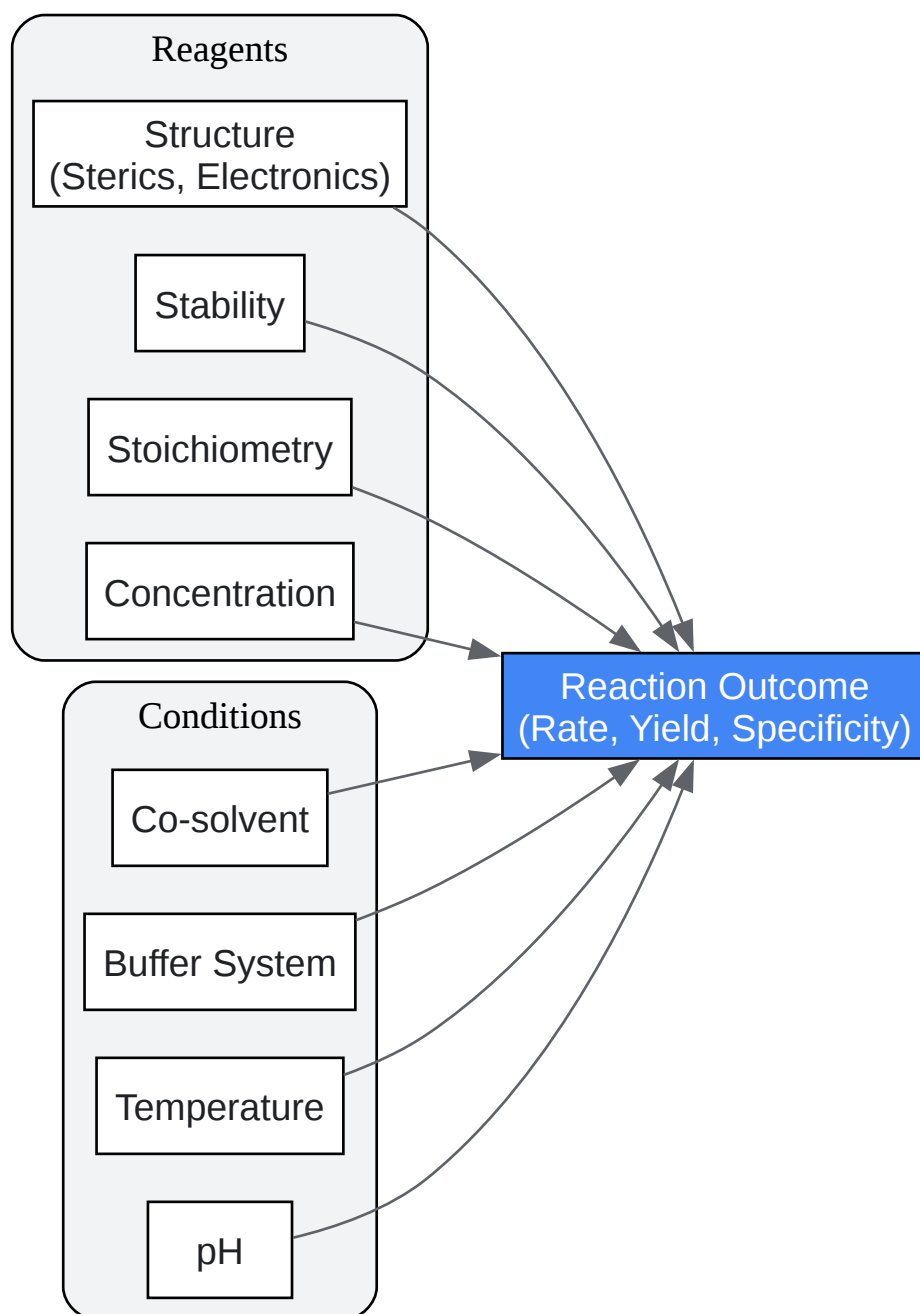 Reagents
Structure
(Sterics, Electronics)
Stability
Stoichiometry
Concentration
Reaction Outcome
(Rate, Yield, Specificity)
Conditions
Co-solvent
Buffer System
Temperature
pH